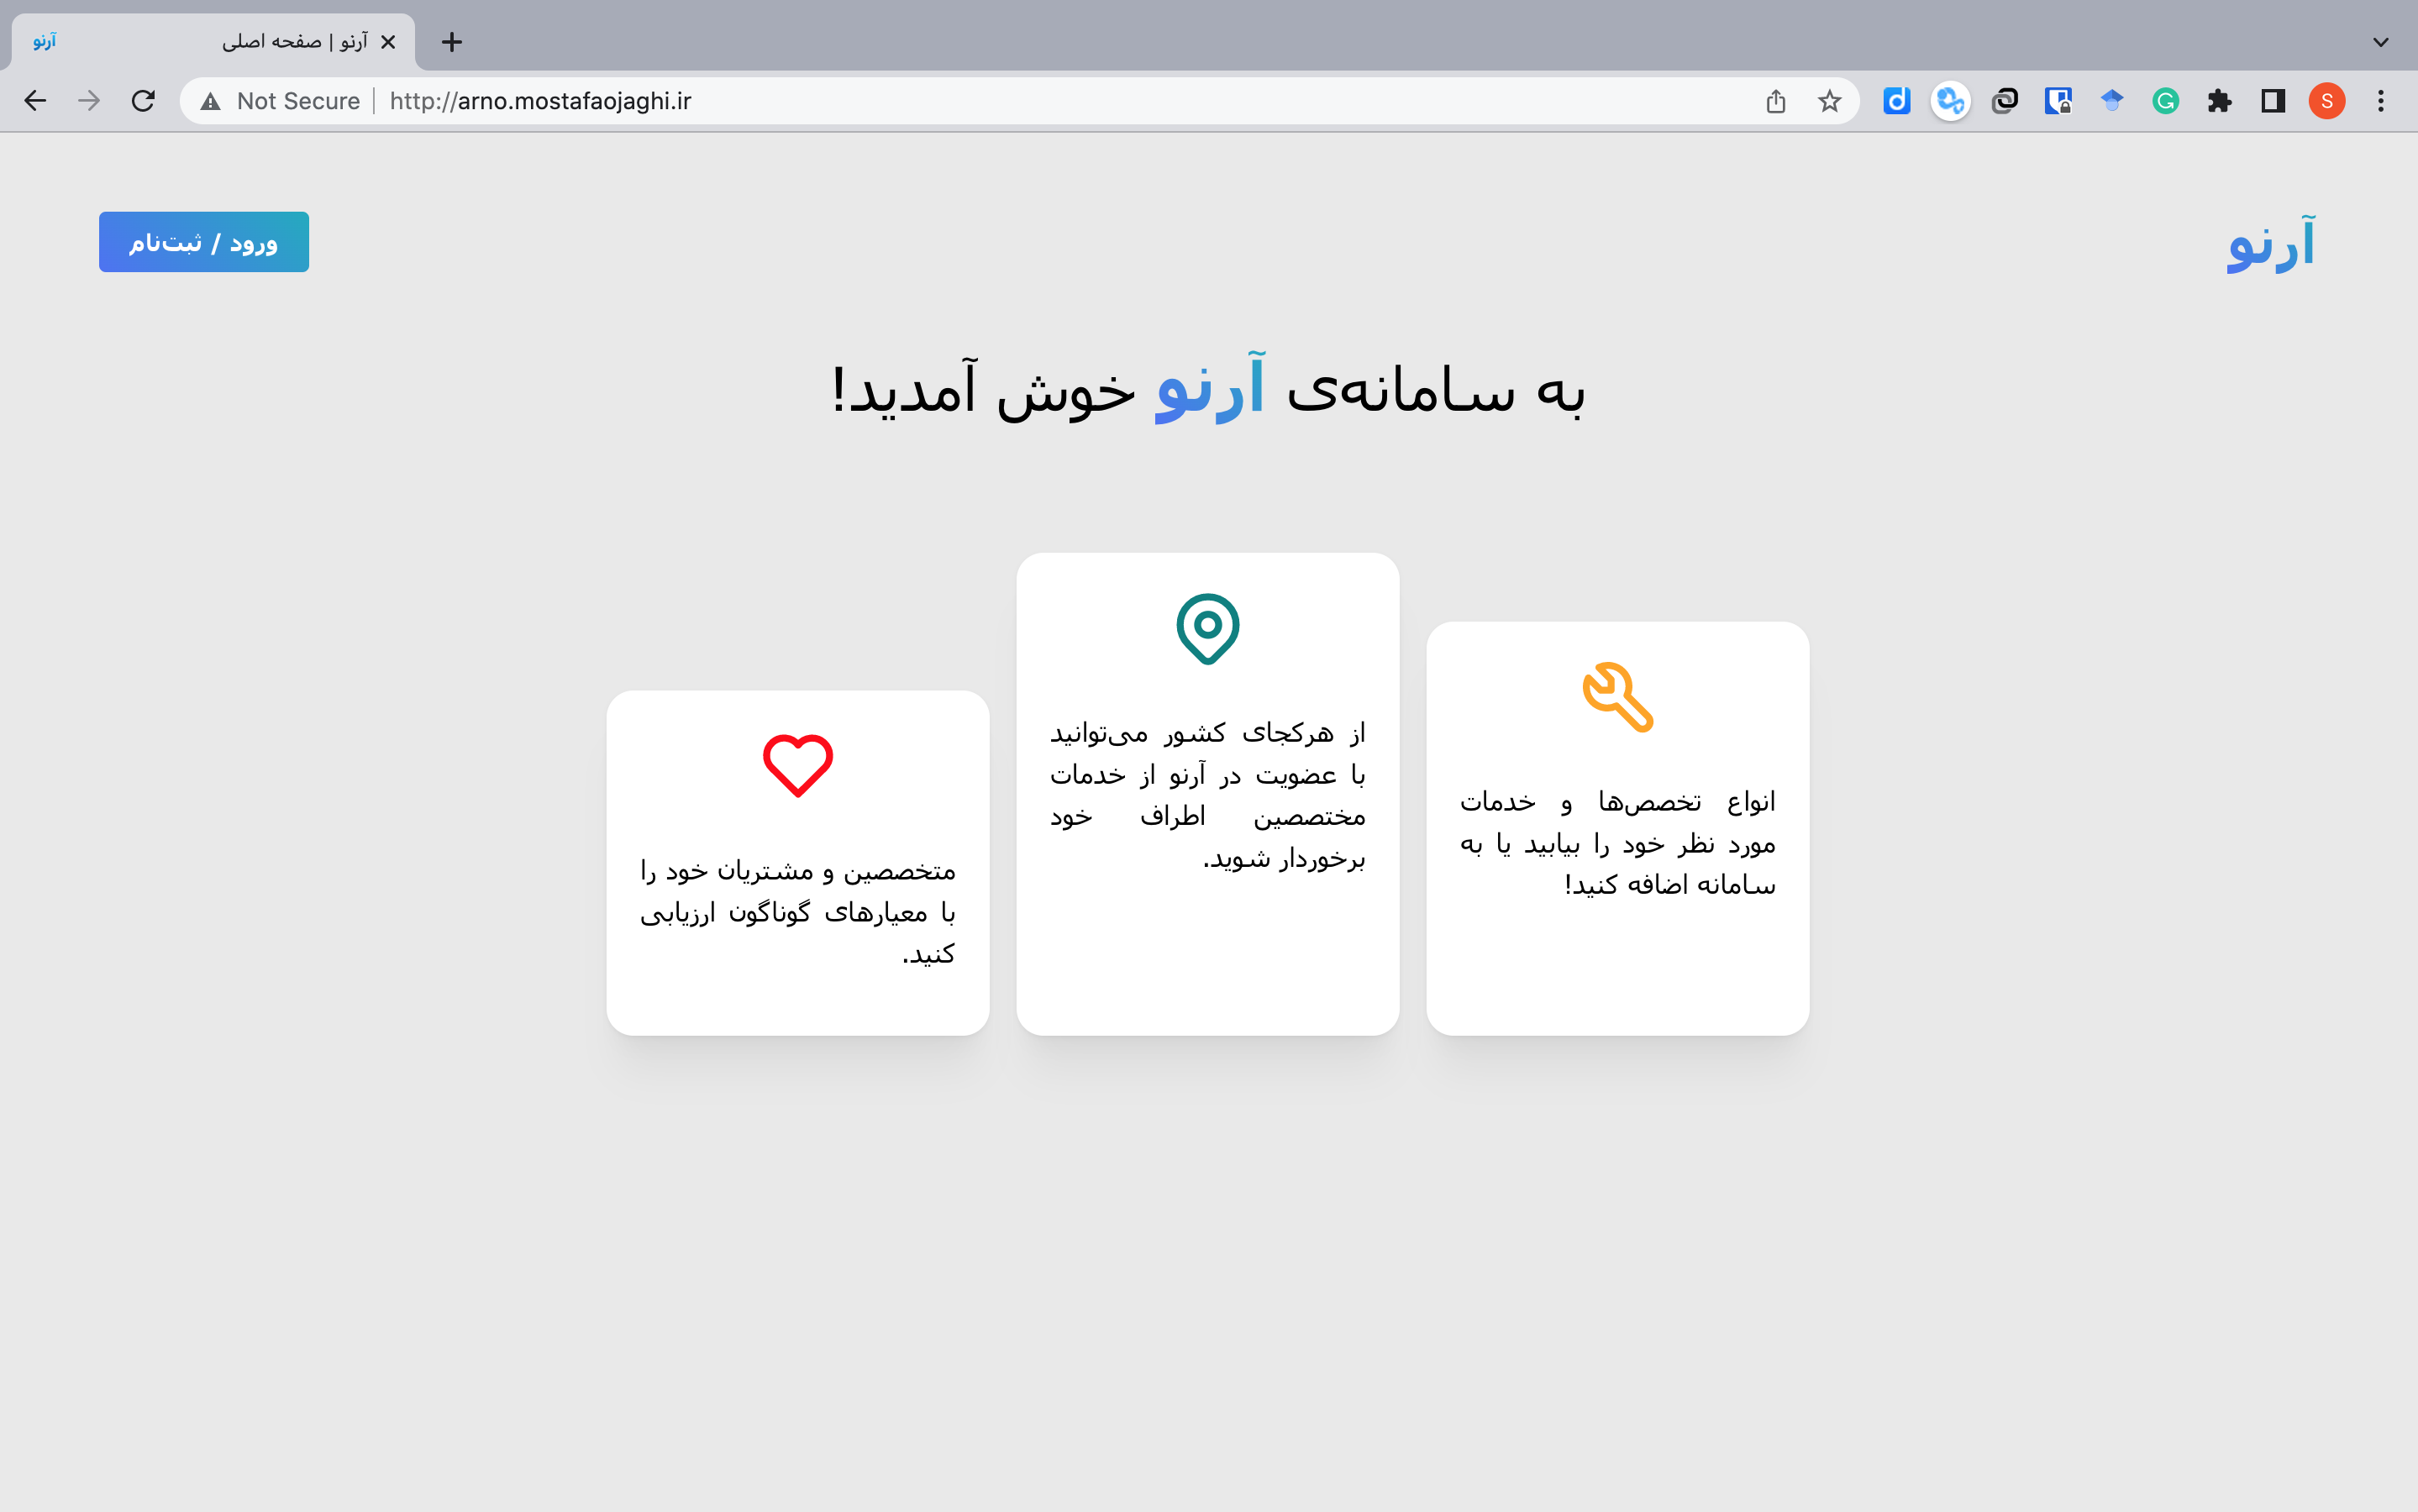 آرنو
آرنو | صفحه اصلی
Not Secure
http://arno.mostafaojaghi.ir
S
آرنو
ورود / ثبت‌نام
به سامانه‌ی آرنو خوش آمدید!
انواع تخصص‌ها و خدمات
مورد نظر خود را بیابید یا به
سامانه اضافه کنید!
از هرکجای کشور می‌توانید
با عضویت در آرنو از خدمات
مختصصین اطراف خود
برخوردار شوید.
متخصصین و مشتریان خود را
با معیارهای گوناگون ارزیابی
کنید.